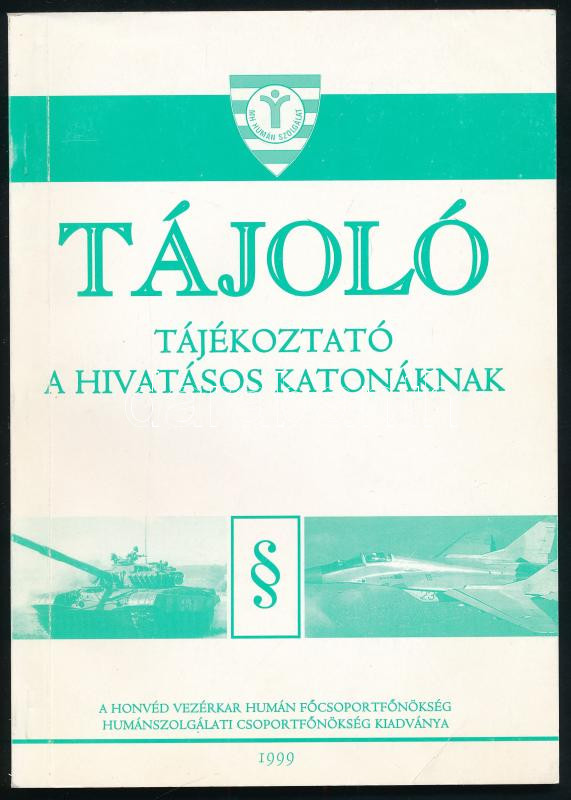 MH HUMÁN SZOLGÁLAT
TÁJOLÓ
TÁJÉKOZTATÓ
A HIVATÁSOS KATONÁKNAK
§
A HONVÉD VEZÉRKAR HUMÁN FŐCSOPORTFŐNÖKSÉG
HUMÁNSZOLGÁLATI CSOPORTFŐNÖKSÉG KIADVÁNYA
1999